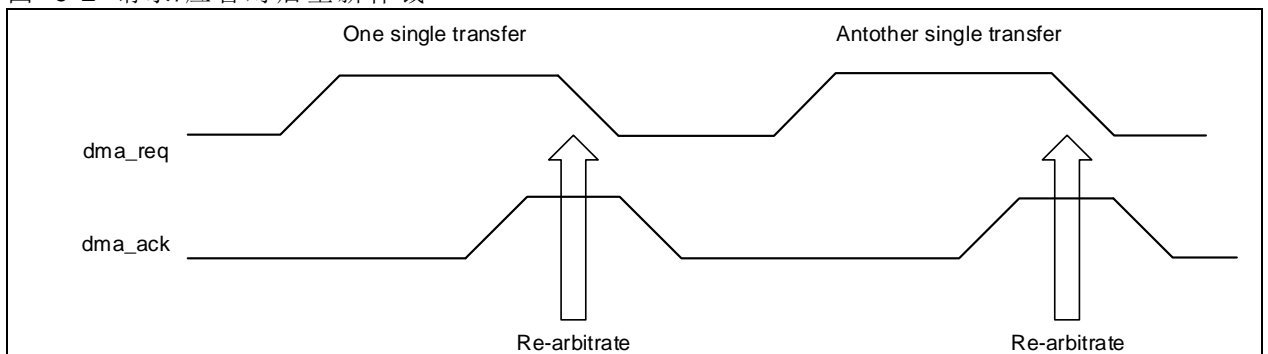 One single transfer
Antother single transfer
dma_req
dma_ack
Re-arbitrate
Re-arbitrate